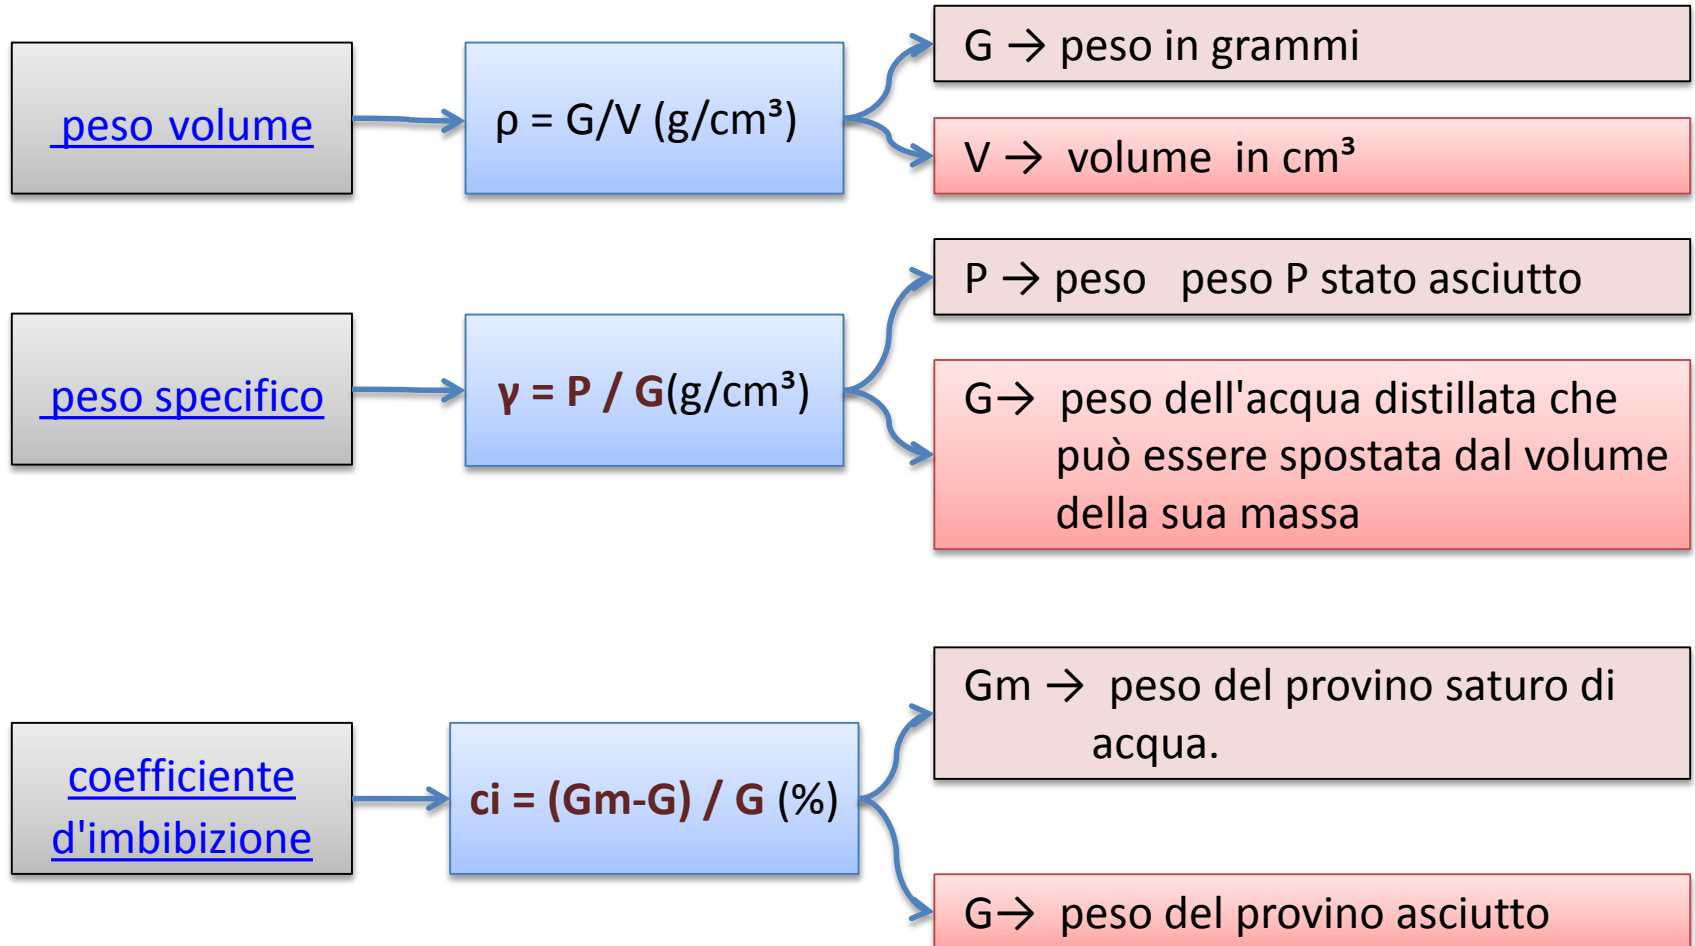 peso volume
ρ = G/V (g/cm³)
G → peso in grammi
V → volume in cm³
peso specifico
γ = P / G(g/cm³)
P → peso peso P stato asciutto
G→ peso dell'acqua distillata che
può essere spostata dal volume
della sua massa
coefficiente
d'imbibizione
ci = (Gm-G) / G (%)
Gm → peso del provino saturo di
acqua.
G→ peso del provino asciutto